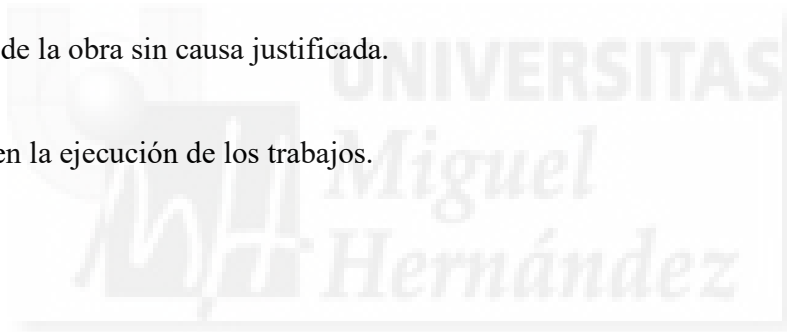 de la obra sin causa justificada.
UNIVERSITAS
en la ejecución de los trabajos.
Miguel
Hernández